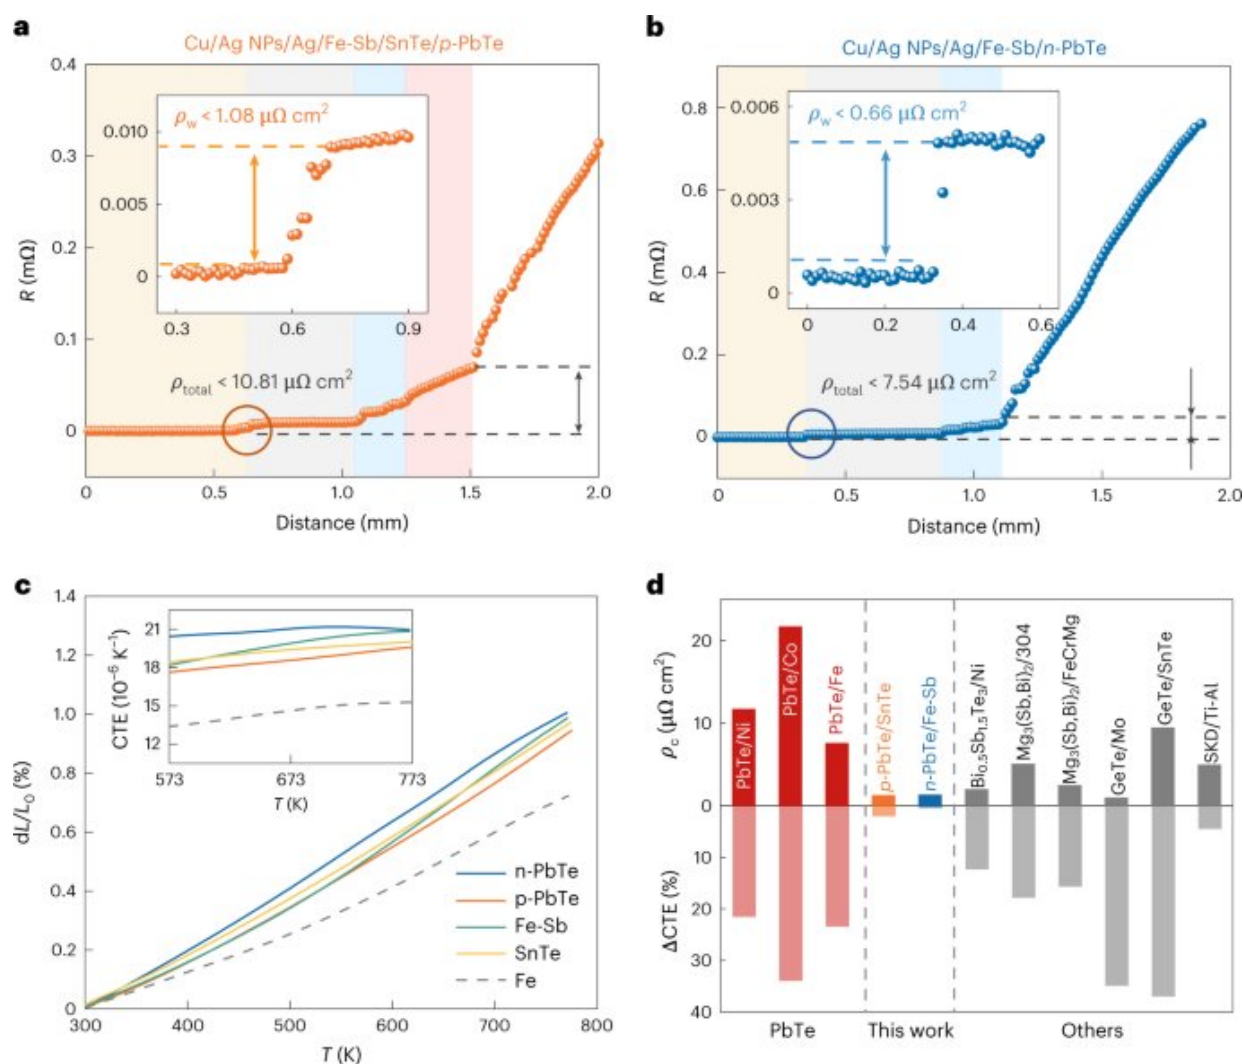 a
Cu/Ag NPs/Ag/Fe-Sb/SnTe/p-PbTe
0.4
0.3
0.2
0.1
0
R (mΩ)
ρw < 1.08 μΩ cm²
0.010
0.005
0
0.3 0.6 0.9
ρtotal < 10.81 μΩ cm²
0 0.5 1.0 1.5 2.0
Distance (mm)
b
Cu/Ag NPs/Ag/Fe-Sb/n-PbTe
0.8
0.6
0.4
0.2
0
R (mΩ)
ρw < 0.66 μΩ cm²
0.006
0.003
0
0 0.2 0.4 0.6
ρtotal < 7.54 μΩ cm²
0 0.5 1.0 1.5 2.0
Distance (mm)
c
1.4
1.2
1.0
0.8
0.6
0.4
0.2
0
dL/L0 (%)
CTE (10⁻⁶ K⁻¹)
21
18
15
12
573 673 773
T (K)
n-PbTe
p-PbTe
Fe-Sb
SnTe
Fe
300 400 500 600 700 800
T (K)
d
20
10
0
10
20
30
40
ρc (μΩ cm²)
ΔCTE (%)
PbTe/Ni
PbTe/Co
PbTe/Fe
p-PbTe/SnTe
n-PbTe/Fe-Sb
Bi0.5Sb1.5Te3/Ni
Mg3(Sb,Bi)2/304
Mg3(Sb,Bi)2/FeCrMg
GeTe/Mo
GeTe/SnTe
SKD/Ti-Al
PbTe This work Others